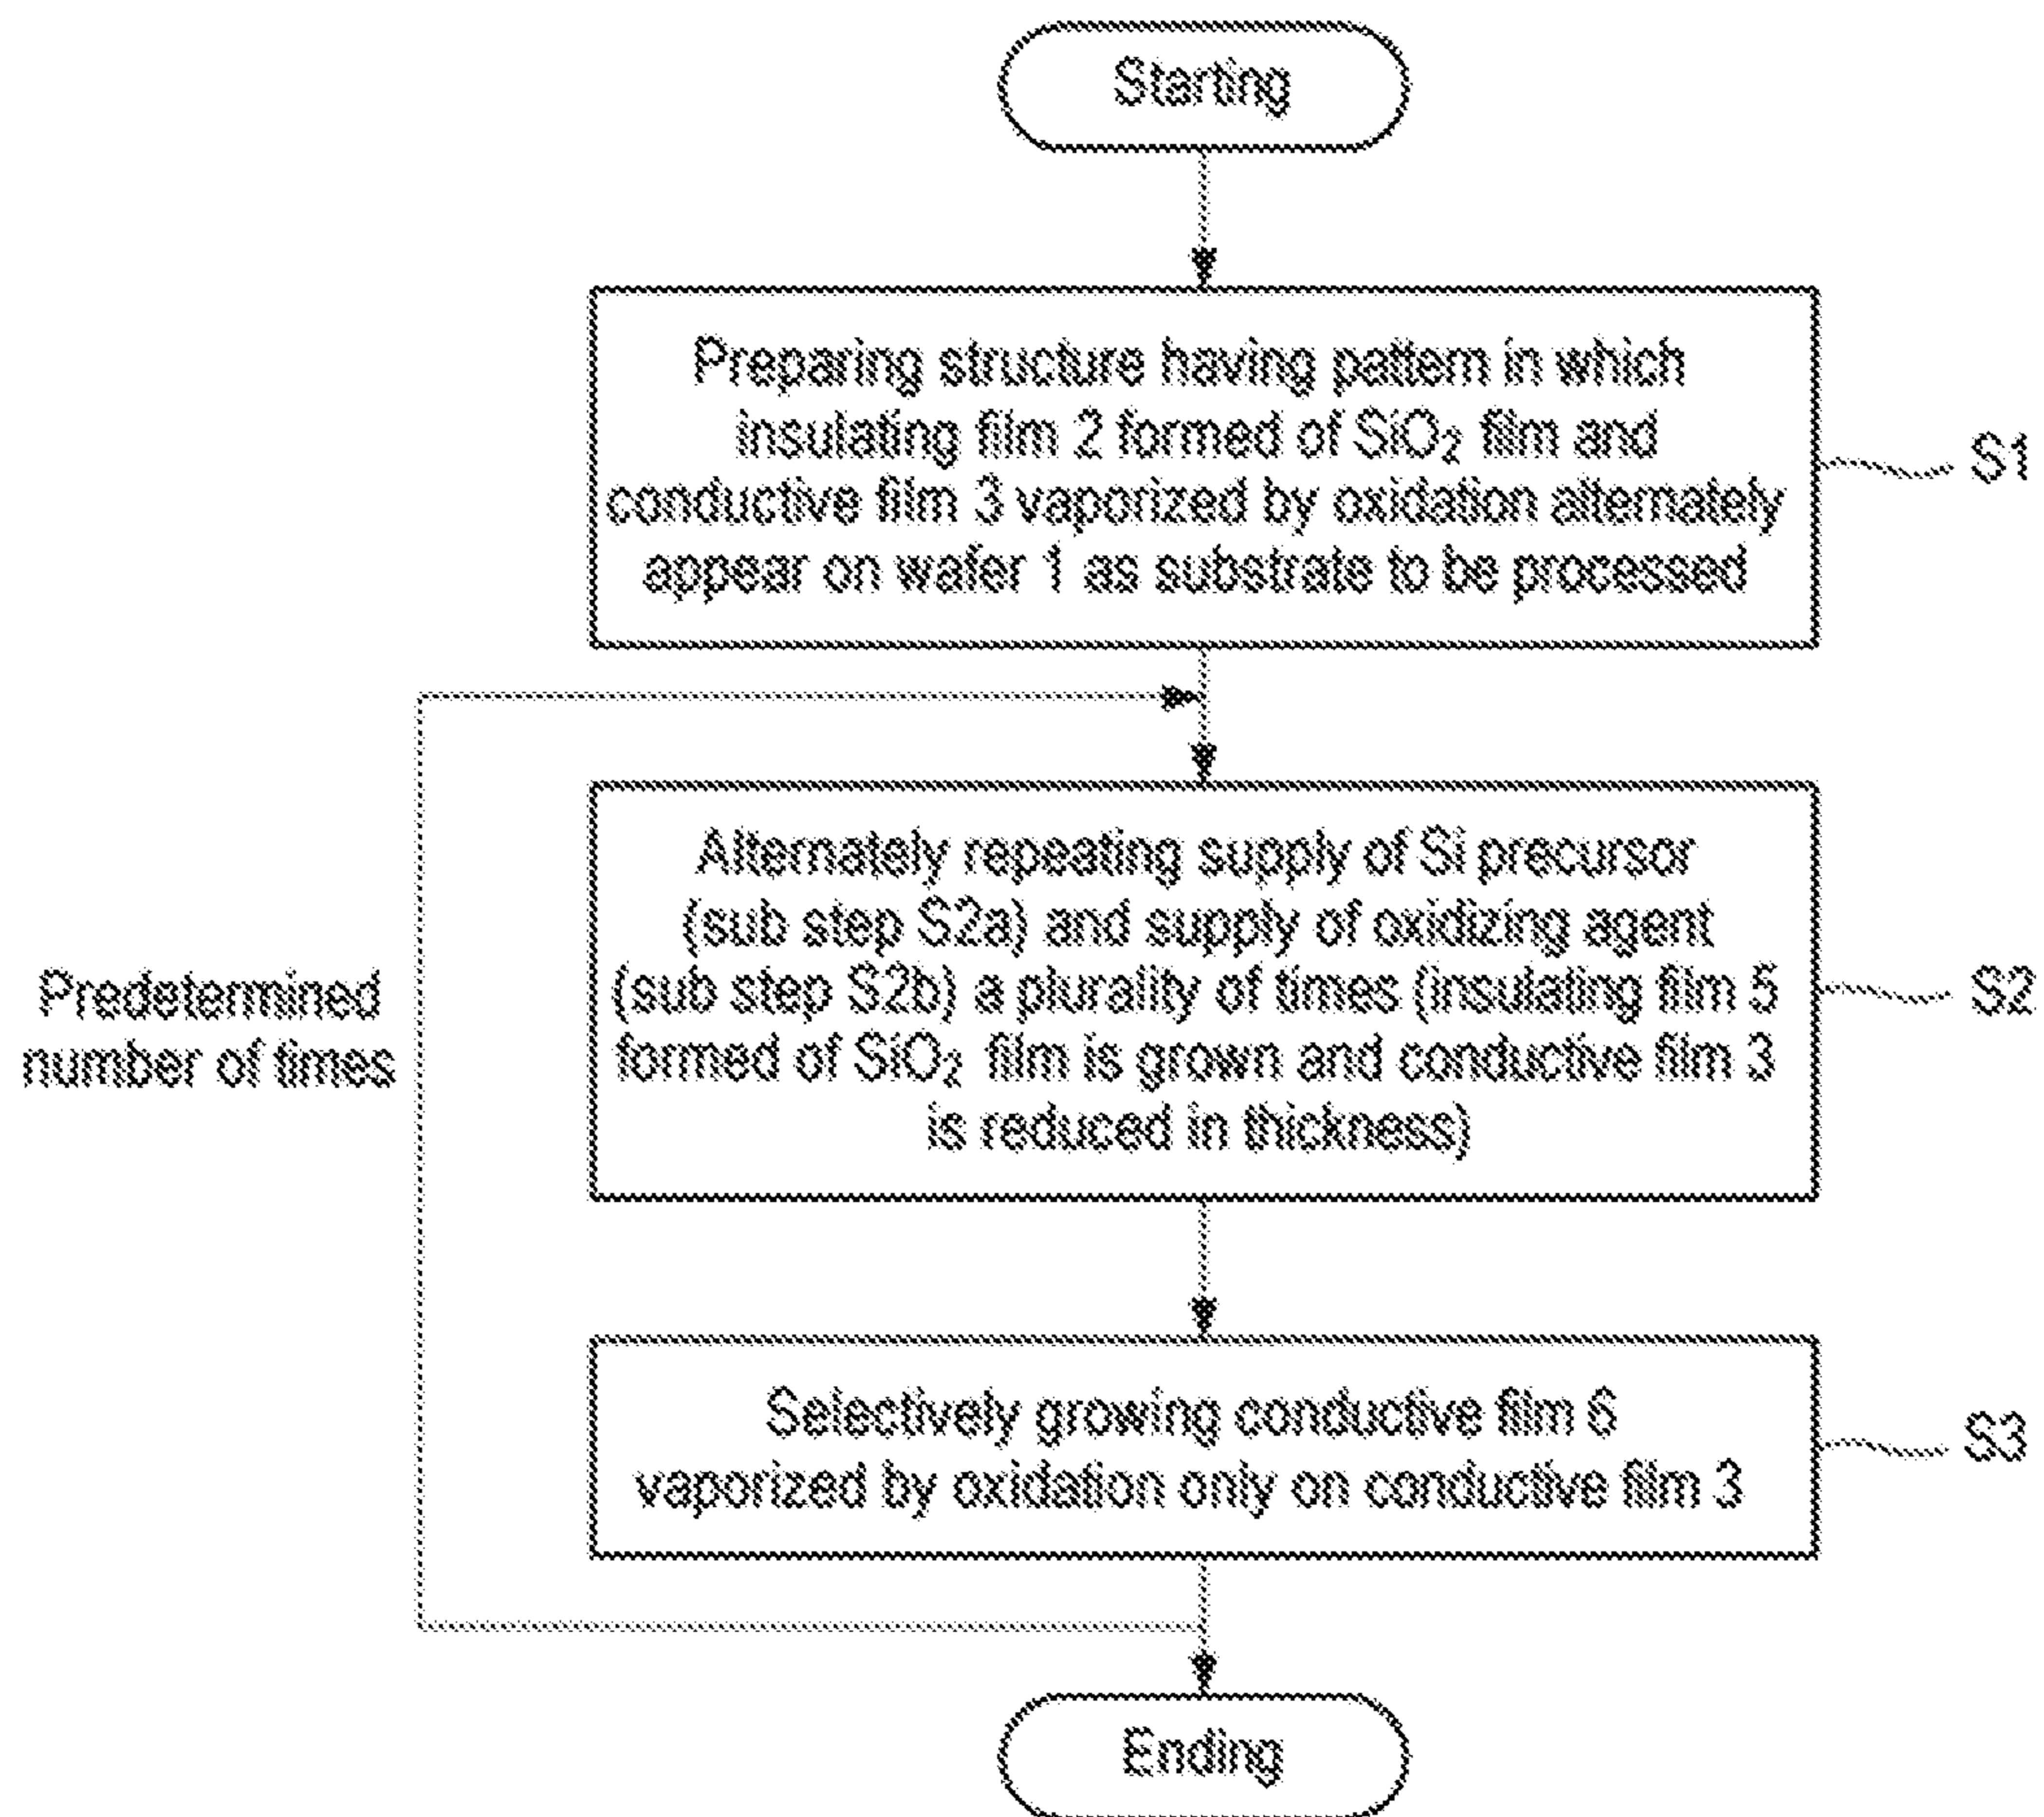 Starting
Preparing structure having pattern in which
insulating film 2 formed of SiO₂ film and
conductive film 3 vaporized by oxidation alternately
appear on wafer 1 as substrate to be processed
S1
Alternately repeating supply of Si precursor
(sub step S2a) and supply of oxidizing agent
(sub step S2b) a plurality of times (insulating film 5
formed of SiO₂ film is grown and conductive film 3
is reduced in thickness)
S2
Predetermined
number of times
Selectively growing conductive film 6
vaporized by oxidation only on conductive film 3
S3
Ending